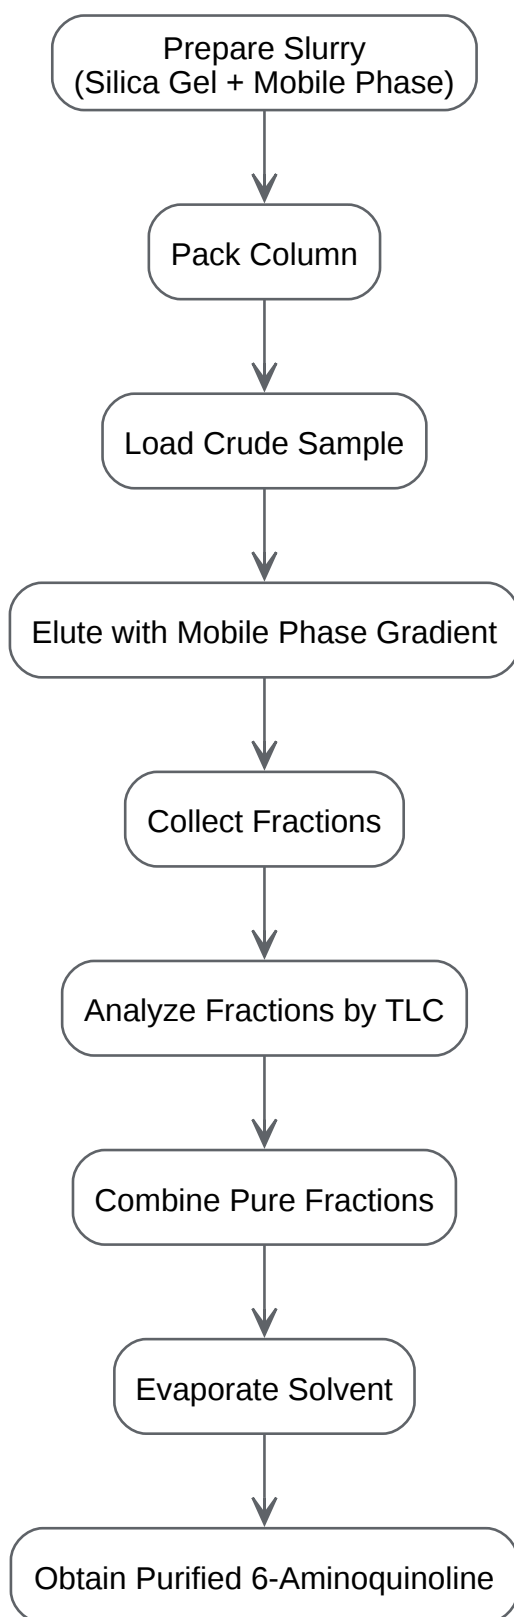 Prepare Slurry
(Silica Gel + Mobile Phase)
Pack Column
Load Crude Sample
Elute with Mobile Phase Gradient
Collect Fractions
Analyze Fractions by TLC
Combine Pure Fractions
Evaporate Solvent
Obtain Purified 6-Aminoquinoline